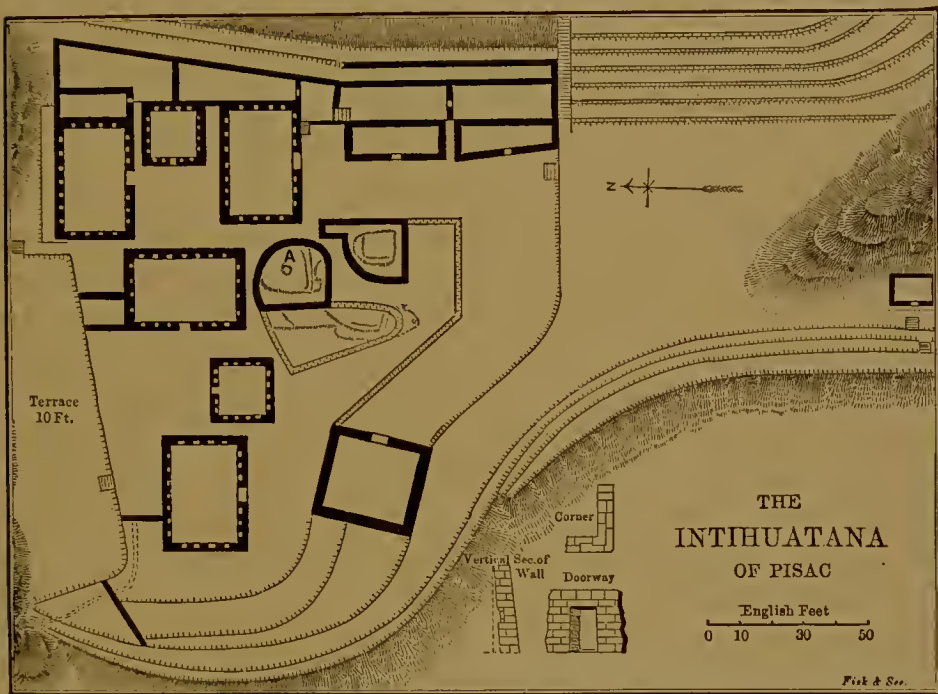 N
A
Terrace
10 Ft.
Corner
Vertical Sec. of
Wall
Doorway
THE
INTIHUATANA
OF PISAC
English Feet
0 10 30 50
Fisk & See.